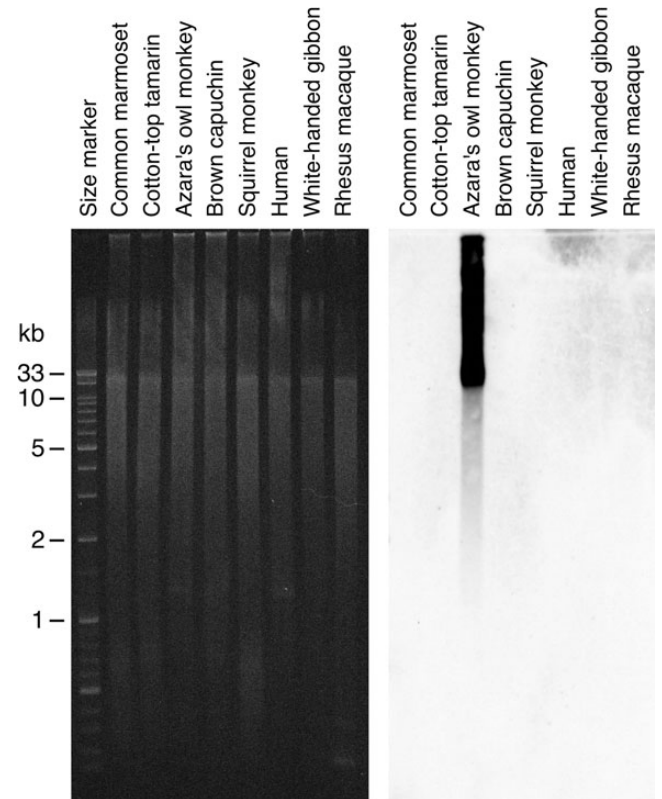 Size marker
Common marmoset
Cotton-top tamarin
Azara's owl monkey
Brown capuchin
Squirrel monkey
Human
White-handed gibbon
Rhesus macaque
Common marmoset
Cotton-top tamarin
Azara's owl monkey
Brown capuchin
Squirrel monkey
Human
White-handed gibbon
Rhesus macaque
kb
33
10
5
2
1